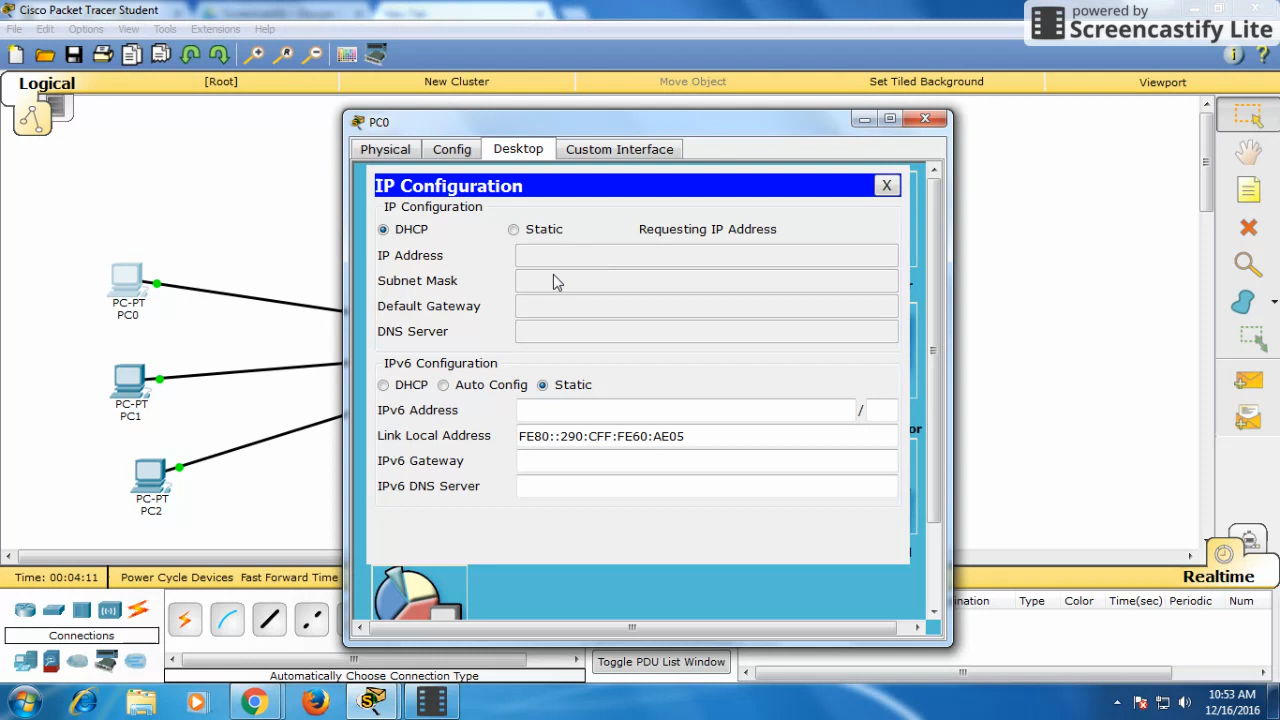 Cisco Packet Tracer Student
powered by
Screencastify Lite
File Edit Options View Tools Extensions Help
Logical
[Root]
New Cluster
Move Object
Set Tiled Background
Viewport
PC0
Physical
Config
Desktop
Custom Interface
IP Configuration
X
IP Configuration
DHCP
Static
Requesting IP Address
IP Address
Subnet Mask
Default Gateway
DNS Server
IPv6 Configuration
DHCP
Auto Config
Static
IPv6 Address
/
Link Local Address
FE80::290:CFF:FE60:AE05
IPv6 Gateway
IPv6 DNS Server
PC-PT
PC0
PC-PT
PC1
PC-PT
PC2
Time: 00:04:11
Power Cycle Devices Fast Forward Time
Realtime
Connections
Automatically Choose Connection Type
Toggle PDU List Window
Type
Color
Time(sec)
Periodic
Num
10:53 AM
12/16/2016